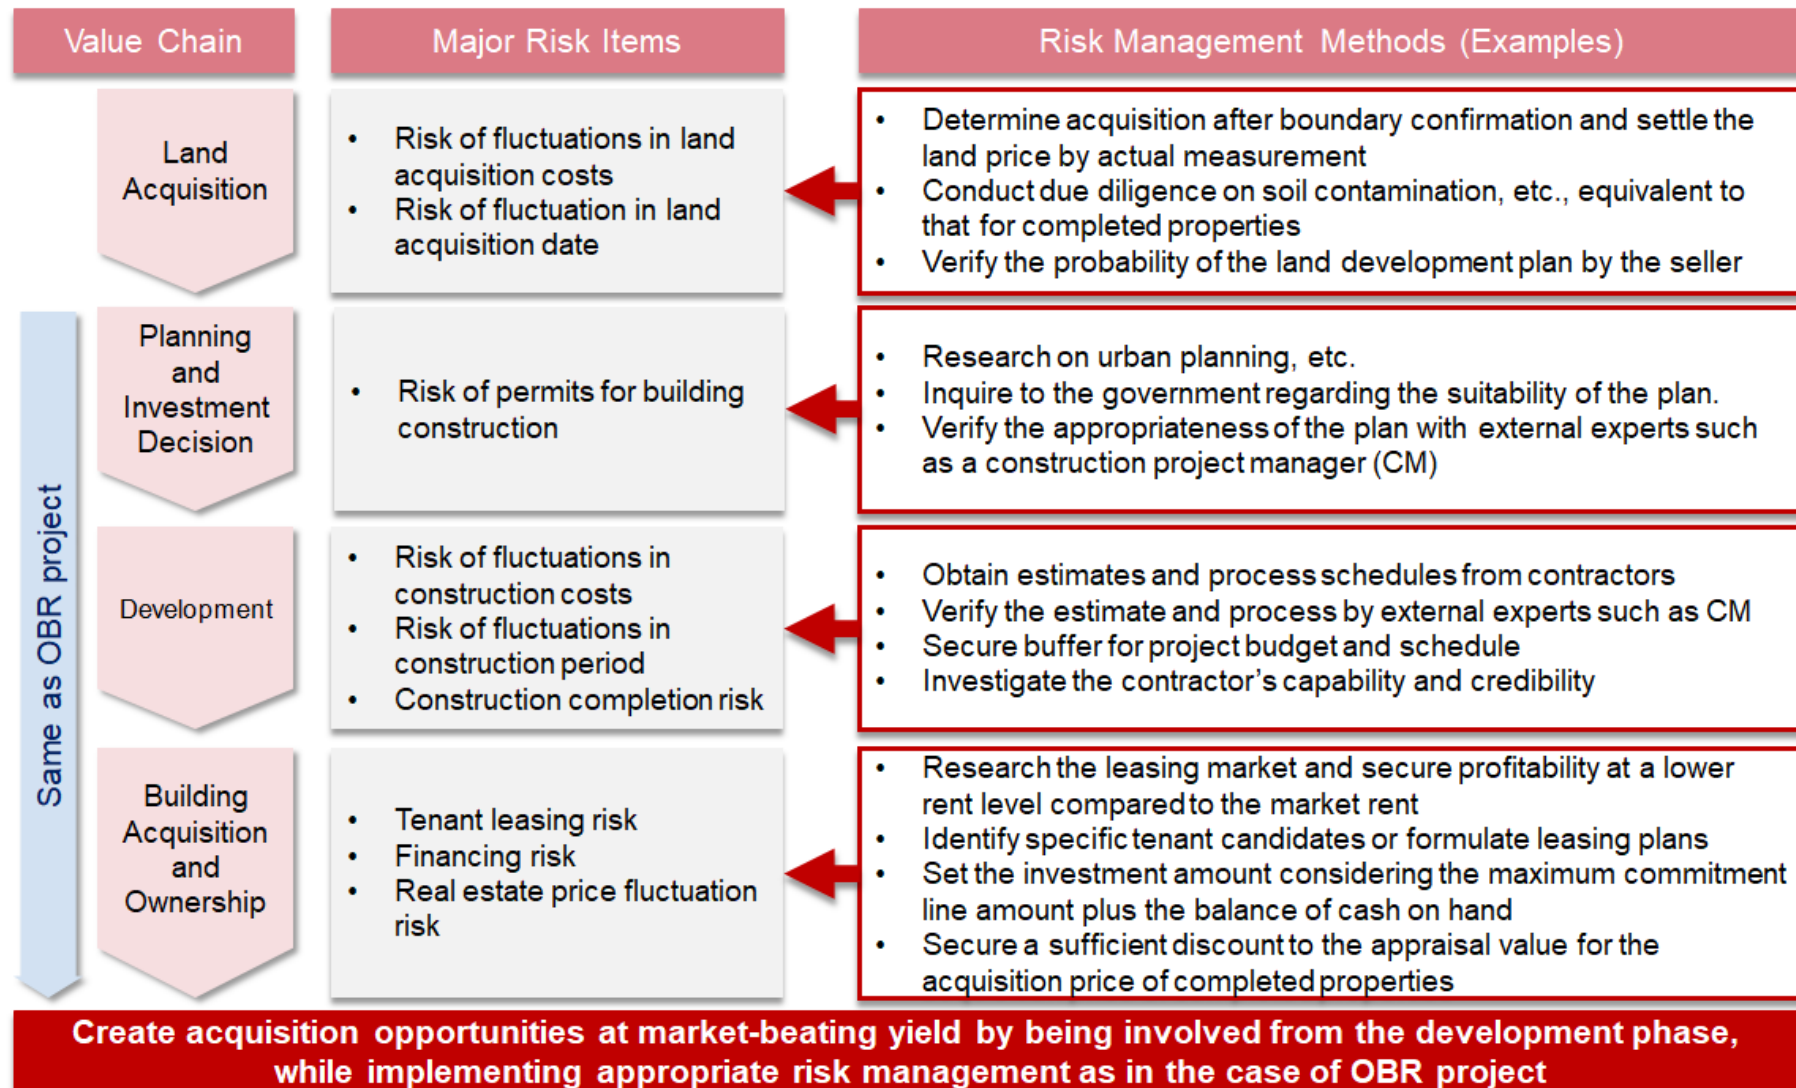 Value Chain
Major Risk Items
Risk Management Methods (Examples)
Land
Acquisition
• Risk of fluctuations in land
acquisition costs
• Risk of fluctuation in land
acquisition date
• Determine acquisition after boundary confirmation and settle the
land price by actual measurement
• Conduct due diligence on soil contamination, etc., equivalent to
that for completed properties
• Verify the probability of the land development plan by the seller
Same as OBR project
Planning
and
Investment
Decision
• Risk of permits for building
construction
• Research on urban planning, etc.
• Inquire to the government regarding the suitability of the plan.
• Verify the appropriateness of the plan with external experts such
as a construction project manager (CM)
Development
• Risk of fluctuations in
construction costs
• Risk of fluctuations in
construction period
• Construction completion risk
• Obtain estimates and process schedules from contractors
• Verify the estimate and process by external experts such as CM
• Secure buffer for project budget and schedule
• Investigate the contractor’s capability and credibility
Building
Acquisition
and
Ownership
• Tenant leasing risk
• Financing risk
• Real estate price fluctuation
risk
• Research the leasing market and secure profitability at a lower
rent level compared to the market rent
• Identify specific tenant candidates or formulate leasing plans
• Set the investment amount considering the maximum commitment
line amount plus the balance of cash on hand
• Secure a sufficient discount to the appraisal value for the
acquisition price of completed properties
Create acquisition opportunities at market-beating yield by being involved from the development phase,
while implementing appropriate risk management as in the case of OBR project